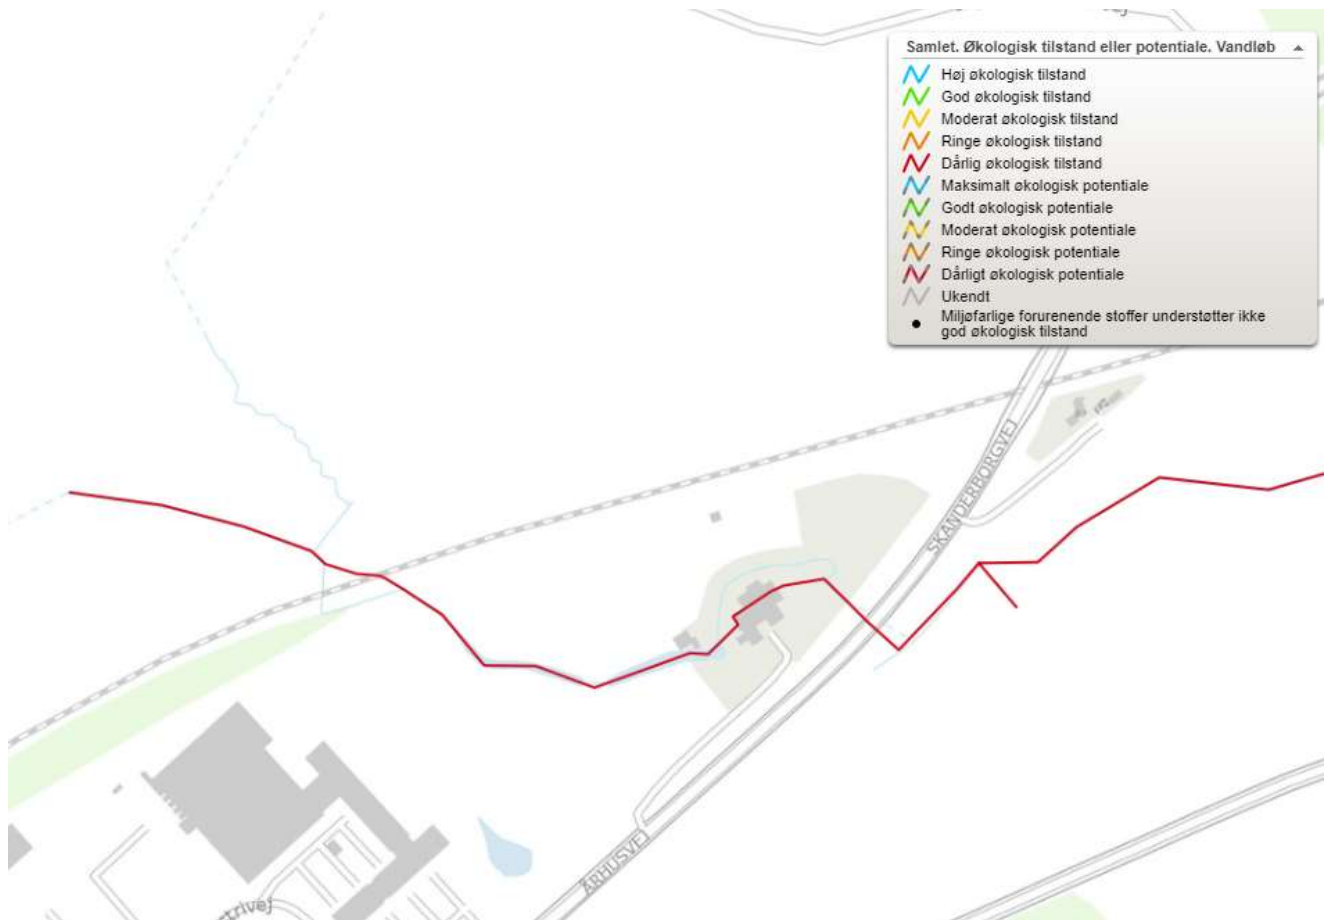 Samlet. Økologisk tilstand eller potentiale. Vandløb
Høj økologisk tilstand
God økologisk tilstand
Moderat økologisk tilstand
Ringe økologisk tilstand
Dårlig økologisk tilstand
Maksimalt økologisk potentiale
Godt økologisk potentiale
Moderat økologisk potentiale
Ringe økologisk potentiale
Dårligt økologisk potentiale
Ukendt
Miljøfarlige forurenende stoffer understøtter ikke
god økologisk tilstand
SKANDERBORGVEJ
ÅRHUSVEJ